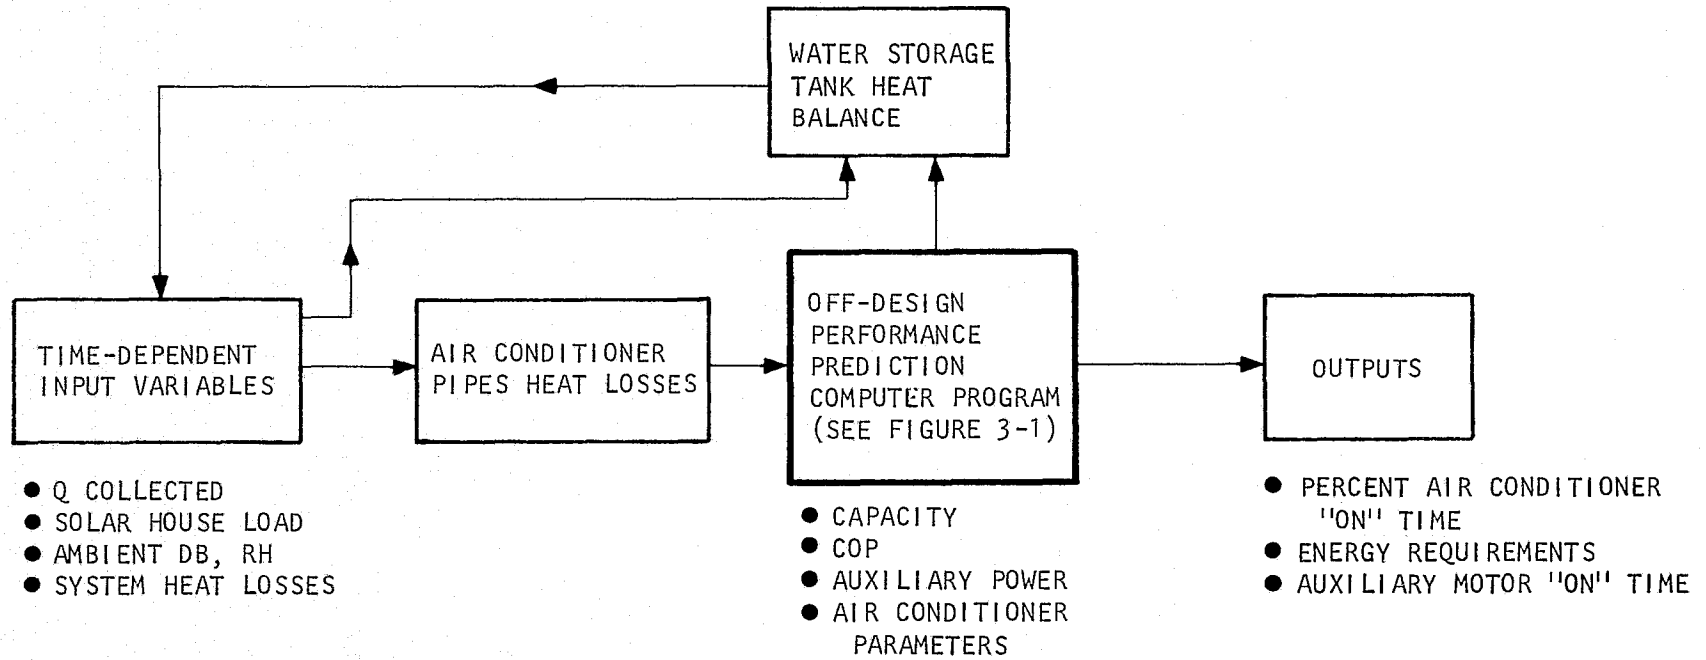 WATER STORAGE
TANK HEAT
BALANCE
TIME-DEPENDENT
INPUT VARIABLES
AIR CONDITIONER
PIPES HEAT LOSSES
OFF-DESIGN
PERFORMANCE
PREDICTION
COMPUTER PROGRAM
(SEE FIGURE 3-1)
OUTPUTS
● Q COLLECTED
● SOLAR HOUSE LOAD
● AMBIENT DB, RH
● SYSTEM HEAT LOSSES
● CAPACITY
● COP
● AUXILIARY POWER
● AIR CONDITIONER
PARAMETERS
● PERCENT AIR CONDITIONER
"ON" TIME
● ENERGY REQUIREMENTS
● AUXILIARY MOTOR "ON" TIME